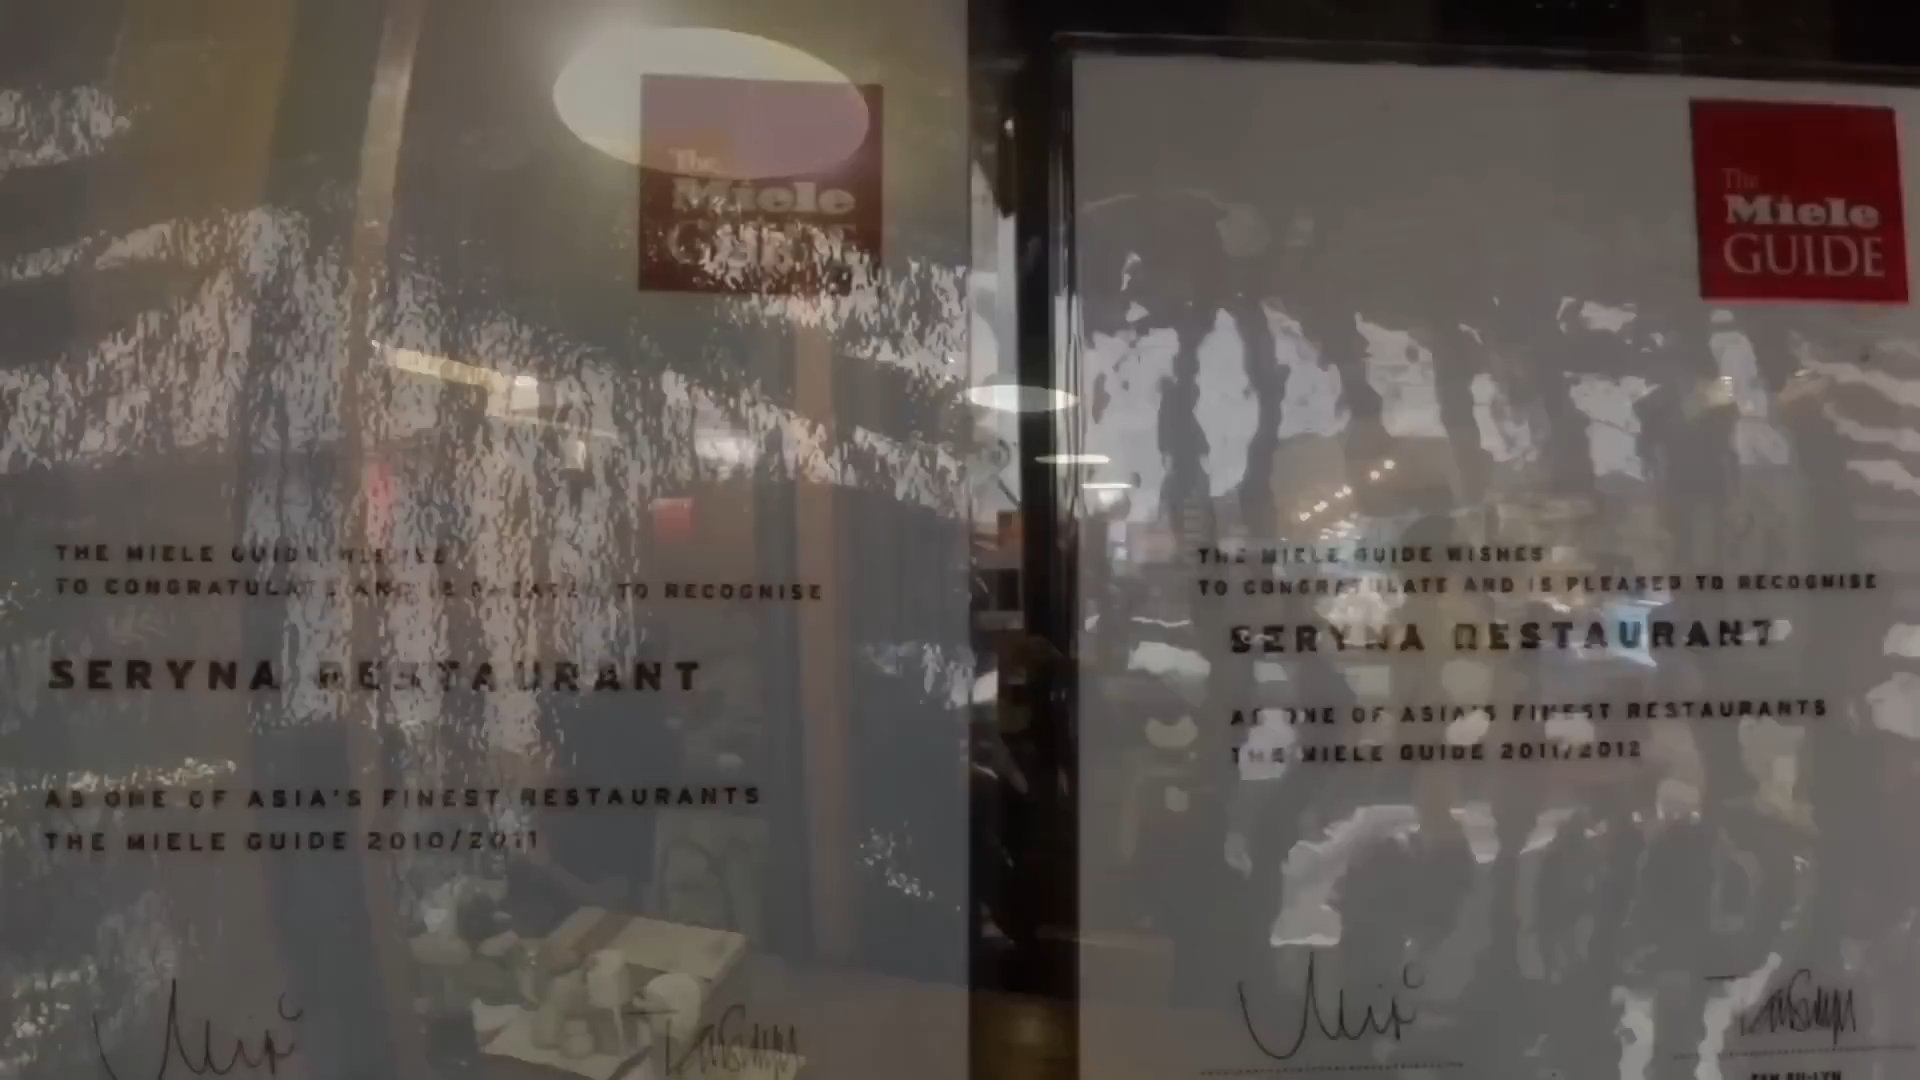 The
Miele
GUIDE
THE MIELE GUIDE WISHES
TO CONGRATULATE AND IS PLEASED TO RECOGNISE
SERYNA RESTAURANT
AS ONE OF ASIA'S FINEST RESTAURANTS
THE MIELE GUIDE 2010/2011
The
Miele
GUIDE
THE MIELE GUIDE WISHES
TO CONGRATULATE AND IS PLEASED TO RECOGNISE
SERYNA RESTAURANT
AS ONE OF ASIA'S FINEST RESTAURANTS
THE MIELE GUIDE 2011/2012